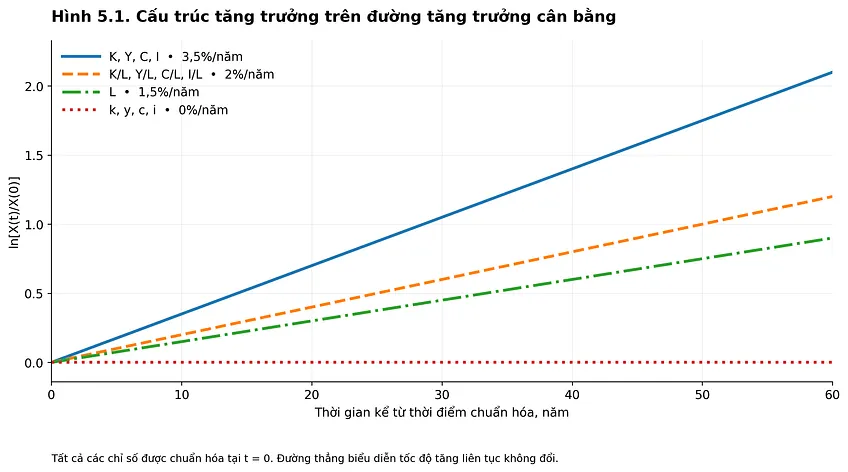 Hình 5.1. Cấu trúc tăng trưởng trên đường tăng trưởng cân bằng
K, Y, C, I • 3,5%/năm
K/L, Y/L, C/L, I/L • 2%/năm
L • 1,5%/năm
k, y, c, i • 0%/năm
ln[X(t)/X(0)]
2.0
1.5
1.0
0.5
0.0
0 10 20 30 40 50 60
Thời gian kể từ thời điểm chuẩn hóa, năm
Tất cả các chỉ số được chuẩn hóa tại t = 0. Đường thẳng biểu diễn tốc độ tăng liên tục không đổi.